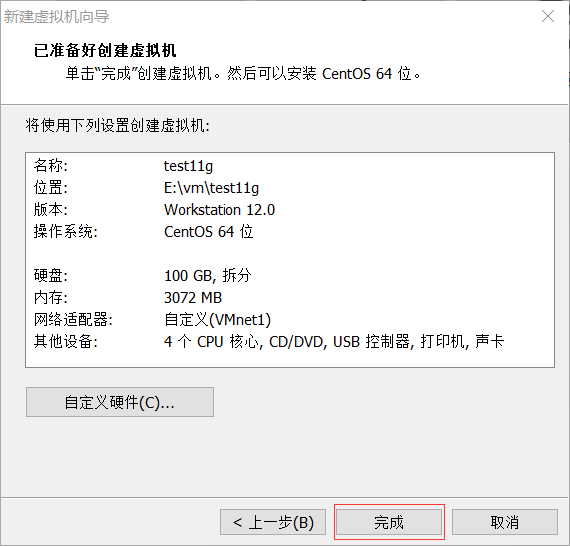 新建虚拟机向导
已准备好创建虚拟机
单击“完成”创建虚拟机。然后可以安装 CentOS 64 位。
将使用下列设置创建虚拟机:
名称: test11g
位置: E:\vm\test11g
版本: Workstation 12.0
操作系统: CentOS 64 位
硬盘: 100 GB, 拆分
内存: 3072 MB
网络适配器: 自定义(VMnet1)
其他设备: 4 个 CPU 核心, CD/DVD, USB 控制器, 打印机, 声卡
自定义硬件(C)...
< 上一步(B) 完成 取消